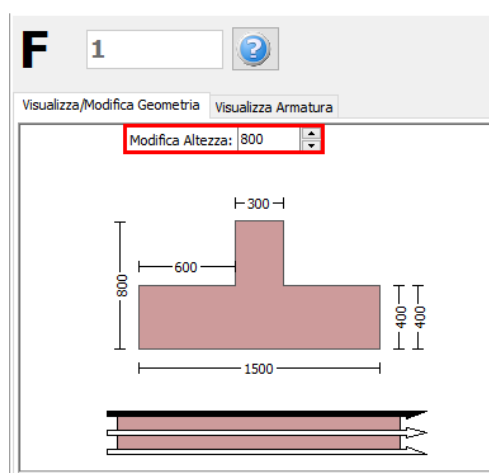 F 1
Visualizza/Modifica Geometria Visualizza Armatura
Modifica Altezza: 800
300
600
800
400 400
1500